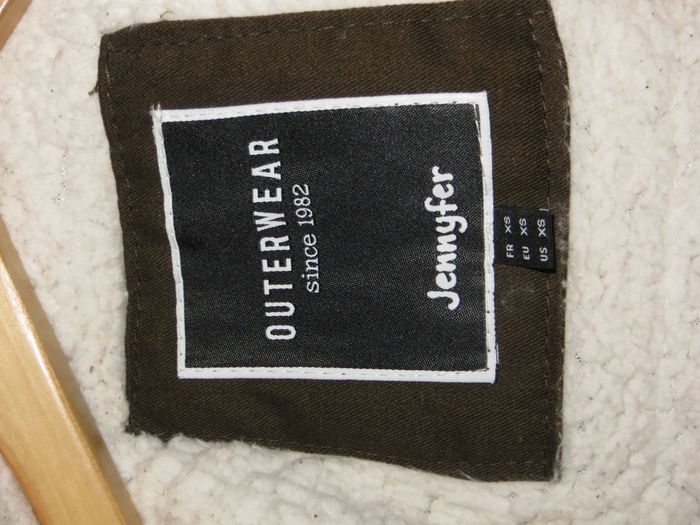 OUTERWEAR
since 1982
Jennyfer
FR XS
EU XS
US XS